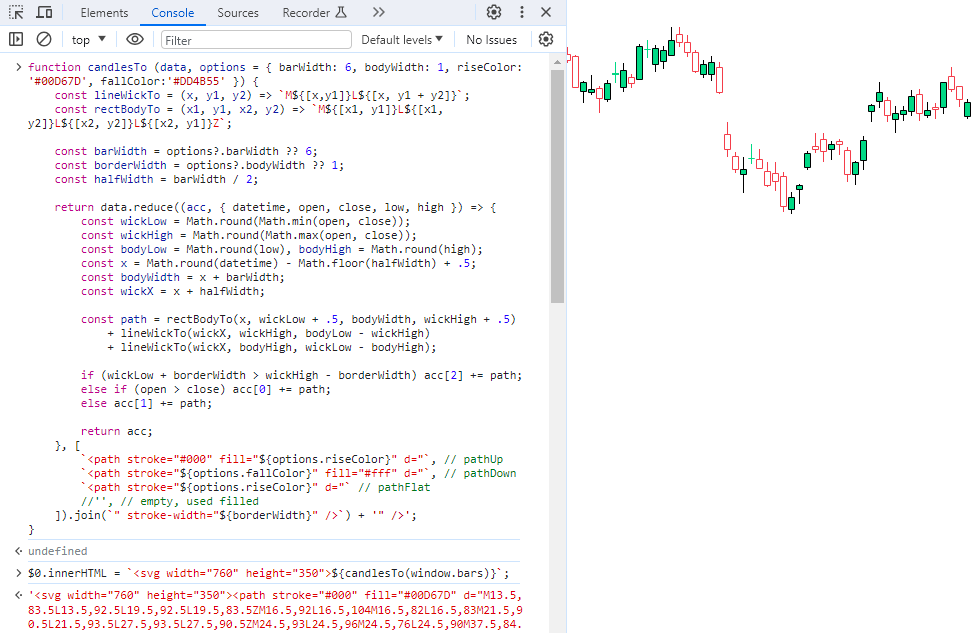 Elements Console Sources Recorder
top Filter Default levels No Issues
function candlesTo (data, options = { barWidth: 6, bodyWidth: 1, riseColor:
'#00D67D', fallColor:'#DD4B55' }) {
const lineWickTo = (x, y1, y2) => `M${[x,y1]}L${[x, y1 + y2]}`;
const rectBodyTo = (x1, y1, x2, y2) => `M${[x1, y1]}L${[x1,
y2]}L${[x2, y2]}L${[x2, y1]}Z`;
const barWidth = options?.barWidth ?? 6;
const borderWidth = options?.bodyWidth ?? 1;
const halfWidth = barWidth / 2;
return data.reduce((acc, { datetime, open, close, low, high }) => {
const wickLow = Math.round(Math.min(open, close));
const wickHigh = Math.round(Math.max(open, close));
const bodyLow = Math.round(low), bodyHigh = Math.round(high);
const x = Math.round(datetime) - Math.floor(halfWidth) + .5;
const bodyWidth = x + barWidth;
const wickX = x + halfWidth;
const path = rectBodyTo(x, wickLow + .5, bodyWidth, wickHigh + .5)
+ lineWickTo(wickX, wickHigh, bodyLow - wickHigh)
+ lineWickTo(wickX, bodyHigh, wickLow - bodyHigh);
if (wickLow + borderWidth > wickHigh - borderWidth) acc[2] += path;
else if (open > close) acc[0] += path;
else acc[1] += path;
return acc;
}, [
`<path stroke="#000" fill="${options.riseColor}" d="`, // pathUp
`<path stroke="${options.fallColor}" fill="#fff" d="`, // pathDown
`<path stroke="${options.riseColor}" d="` // pathFlat
//'', // empty, used filled
]).join(`" stroke-width="${borderWidth}" />`) + '" />';
}
undefined
$0.innerHTML = `<svg width="760" height="350">${candlesTo(window.bars)}`;
'<svg width="760" height="350"><path stroke="#000" fill="#00D67D" d="M13.5,
83.5L13.5,92.5L19.5,92.5L19.5,83.5ZM16.5,92L16.5,104M16.5,82L16.5,83M21.5,9
0.5L21.5,93.5L27.5,93.5L27.5,90.5ZM24.5,93L24.5,96M24.5,76L24.5,90M37.5,84.